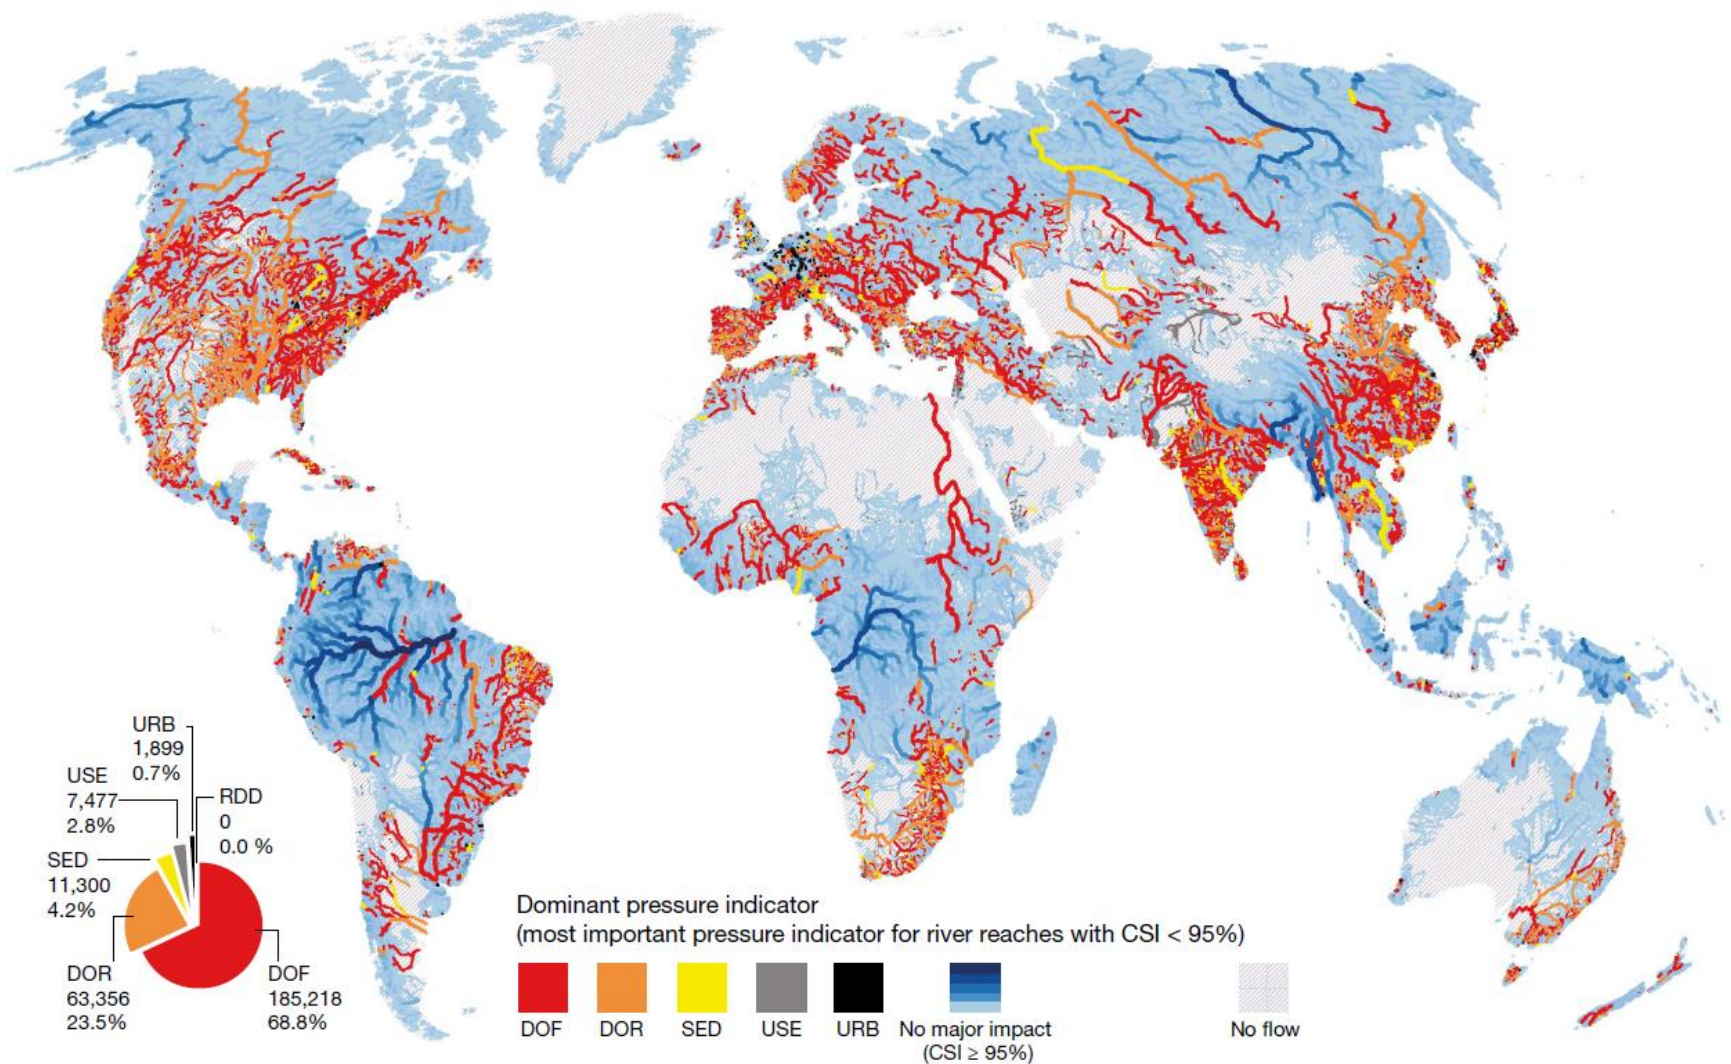 URB
1,899
0.7%
USE
7,477
2.8%
RDD
0
0.0 %
SED
11,300
4.2%
DOR
63,356
23.5%
DOF
185,218
68.8%
Dominant pressure indicator
(most important pressure indicator for river reaches with CSI < 95%)
DOF
DOR
SED
USE
URB
No major impact
(CSI ≥ 95%)
No flow